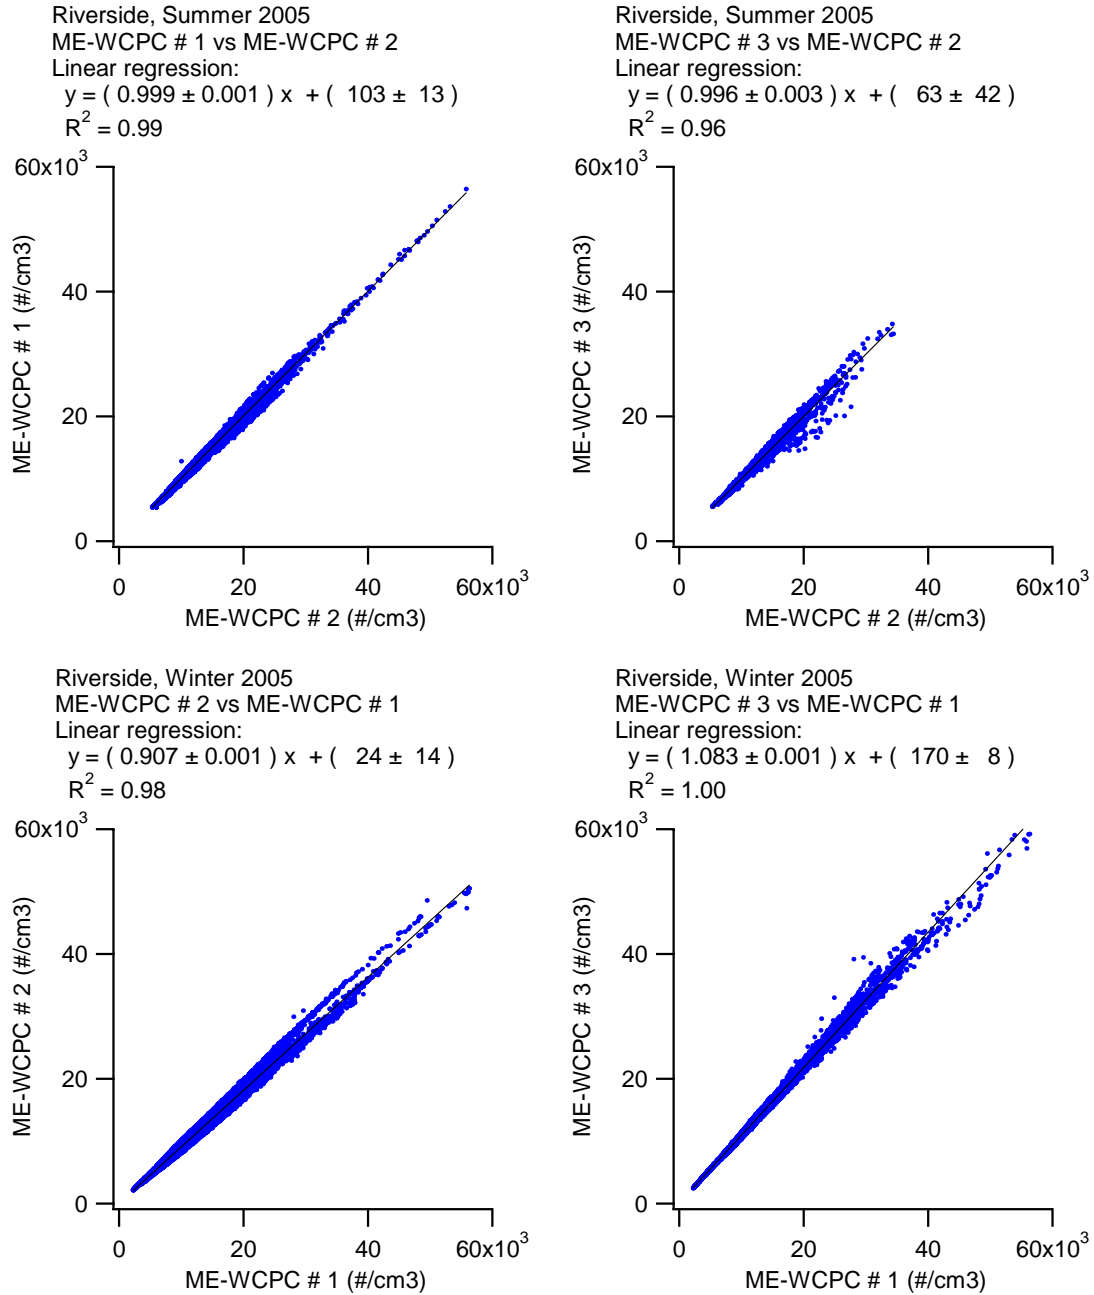 Riverside, Summer 2005
ME-WCPC # 1 vs ME-WCPC # 2
Linear regression:
y = ( 0.999 ± 0.001 ) x + ( 103 ± 13 )
R² = 0.99
60x10³
40
20
0
ME-WCPC # 1 (#/cm3)
0 20 40 60x10³
ME-WCPC # 2 (#/cm3)
Riverside, Summer 2005
ME-WCPC # 3 vs ME-WCPC # 2
Linear regression:
y = ( 0.996 ± 0.003 ) x + ( 63 ± 42 )
R² = 0.96
60x10³
40
20
0
ME-WCPC # 3 (#/cm3)
0 20 40 60x10³
ME-WCPC # 2 (#/cm3)
Riverside, Winter 2005
ME-WCPC # 2 vs ME-WCPC # 1
Linear regression:
y = ( 0.907 ± 0.001 ) x + ( 24 ± 14 )
R² = 0.98
60x10³
40
20
0
ME-WCPC # 2 (#/cm3)
0 20 40 60x10³
ME-WCPC # 1 (#/cm3)
Riverside, Winter 2005
ME-WCPC # 3 vs ME-WCPC # 1
Linear regression:
y = ( 1.083 ± 0.001 ) x + ( 170 ± 8 )
R² = 1.00
60x10³
40
20
0
ME-WCPC # 3 (#/cm3)
0 20 40 60x10³
ME-WCPC # 1 (#/cm3)